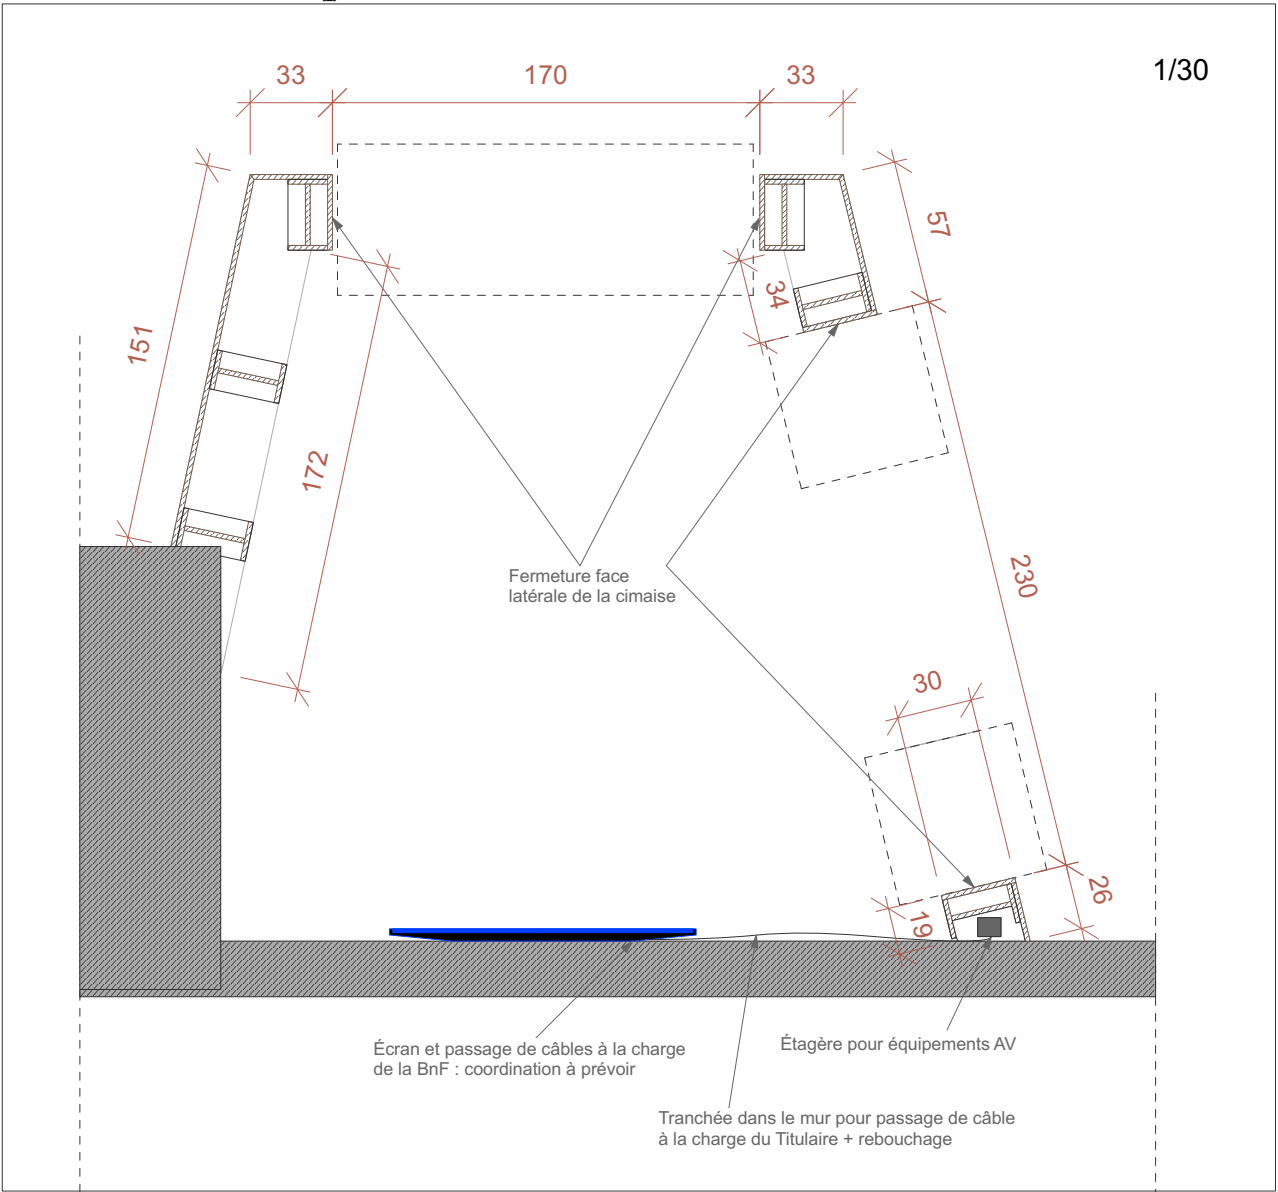 33
170
33
1/30
57
34
151
172
Fermeture face
latérale de la cimaise
230
30
26
19
Écran et passage de câbles à la charge
de la BnF : coordination à prévoir
Étagère pour équipements AV
Tranchée dans le mur pour passage de câble
à la charge du Titulaire + rebouchage